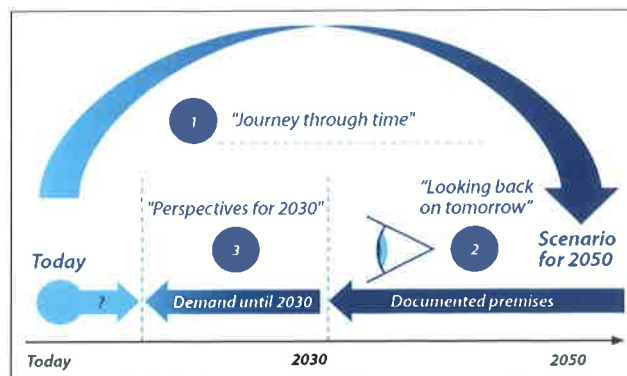 1 "Journey through time"
"Looking back
on tomorrow"
"Perspectives for 2030"
3
2
Scenario
for 2050
Today
?
Demand until 2030
Documented premises
Today
2030
2050